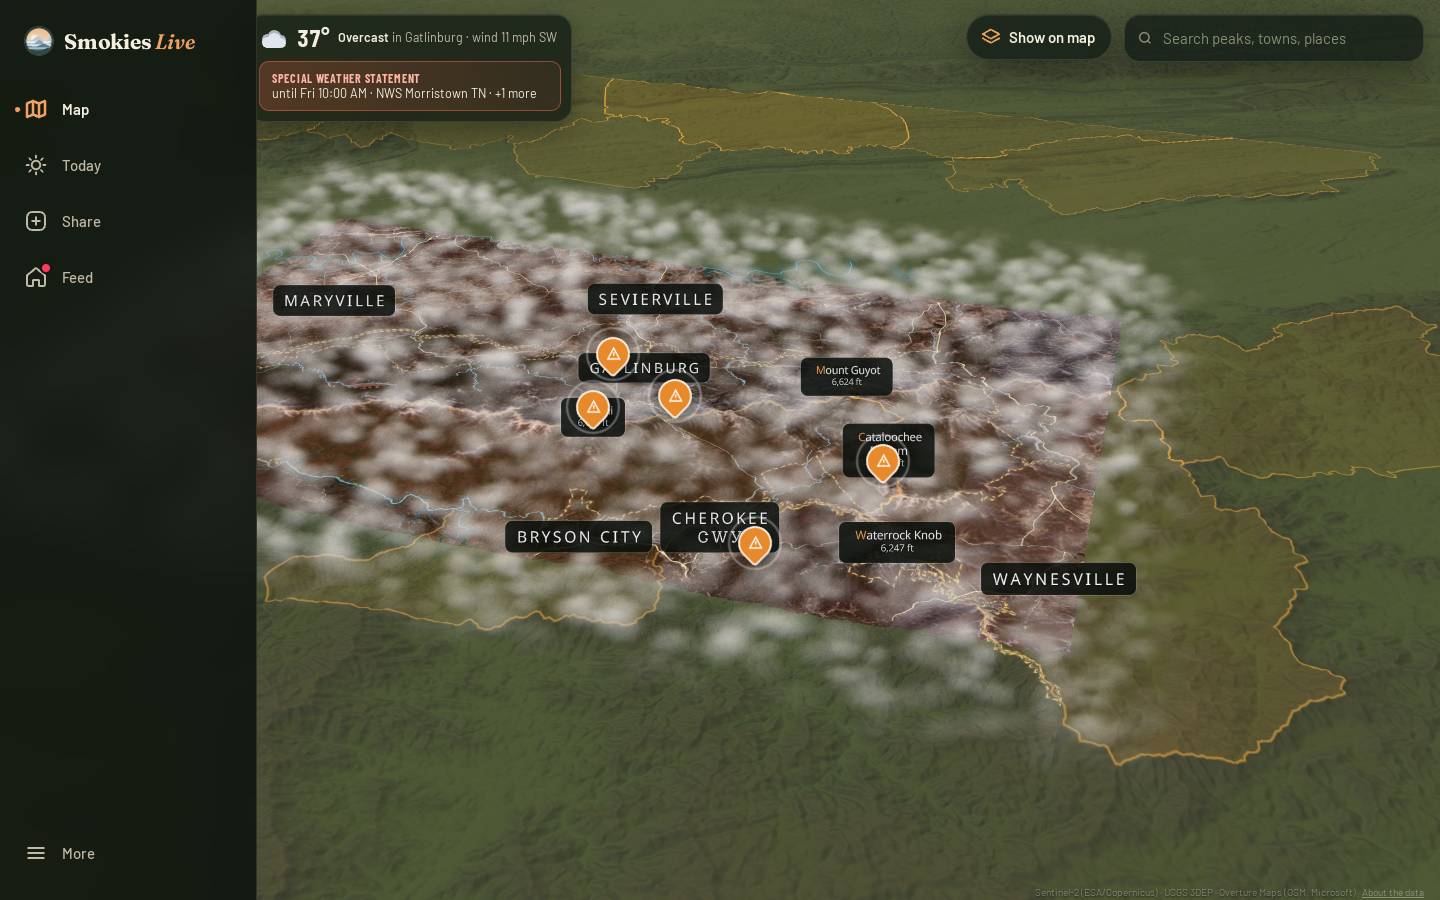 Smokies Live
Map
Today
Share
Feed
More
37° Overcast in Gatlinburg · wind 11 mph SW
SPECIAL WEATHER STATEMENT
until Fri 10:00 AM · NWS Morristown TN · +1 more
Show on map
Search peaks, towns, places
MARYVILLE
SEVIERVILLE
Mount Guyot
6,624 ft
Cataloochee
CHEROKEE
BRYSON CITY
Waterrock Knob
6,247 ft
WAYNESVILLE
Sentinel-2 (ESA/Copernicus) · USGS 3DEP · Overture Maps (OSM, Microsoft) · About the data